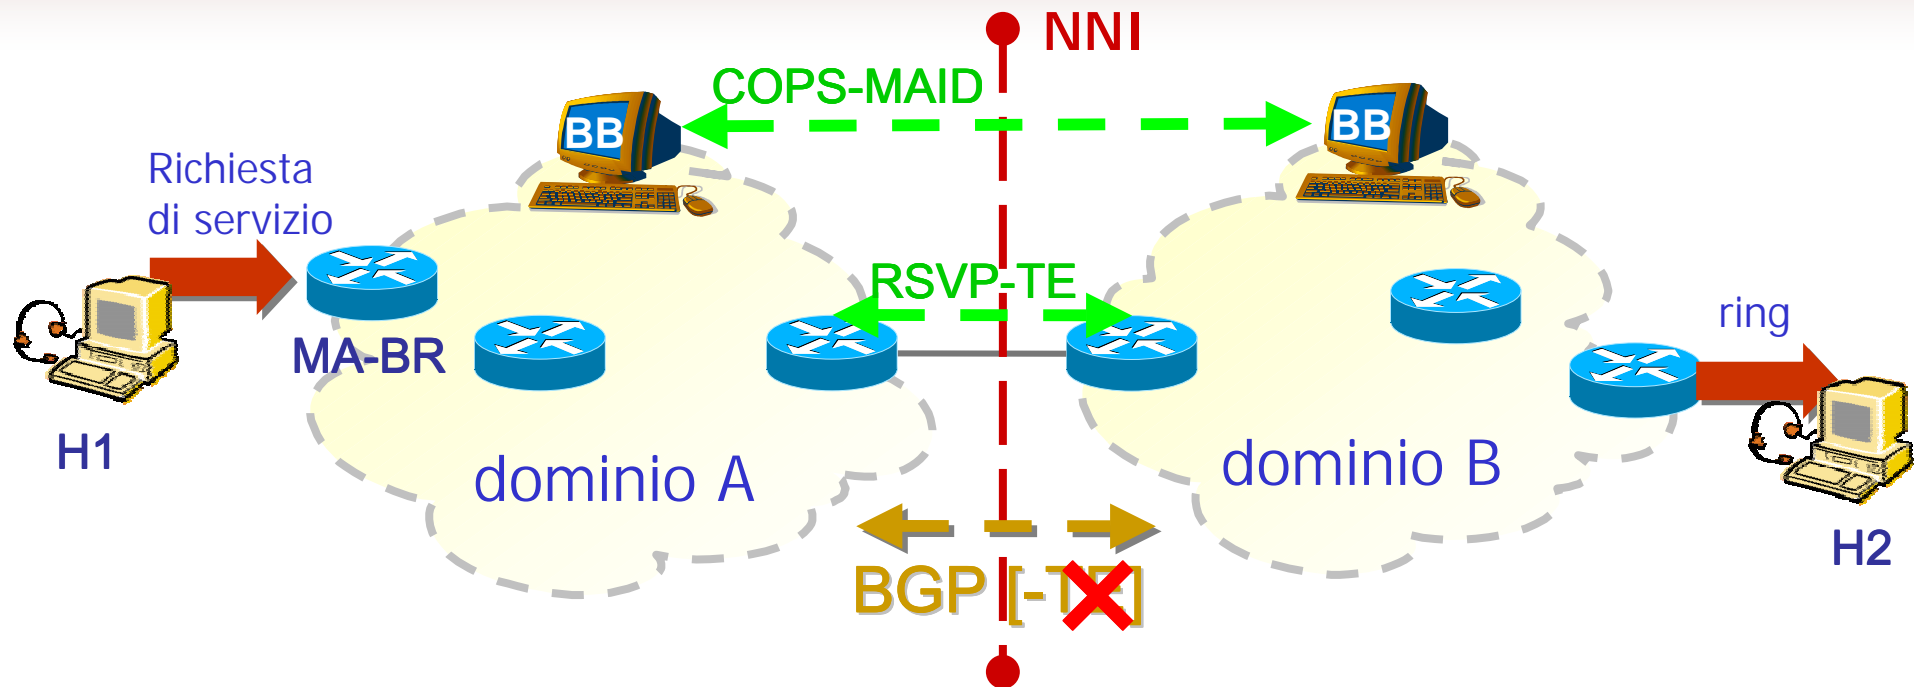 NNI
COPS-MAID
BB
BB
Richiesta
di servizio
RSVP-TE
ring
MA-BR
H1
dominio A
dominio B
H2
BGP [-TE]